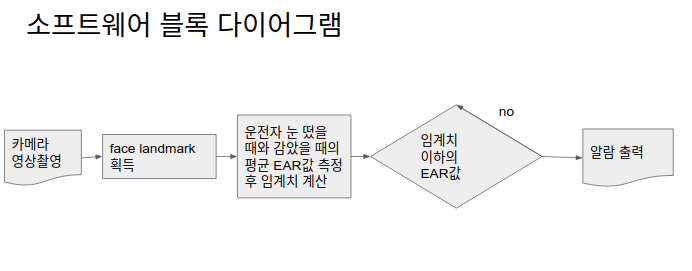 소프트웨어 블록 다이어그램
카메라
영상촬영
face landmark
획득
운전자 눈 떴을
때와 감았을 때의
평균 EAR값 측정
후 임계치 계산
임계치
이하의
EAR값
no
알람 출력